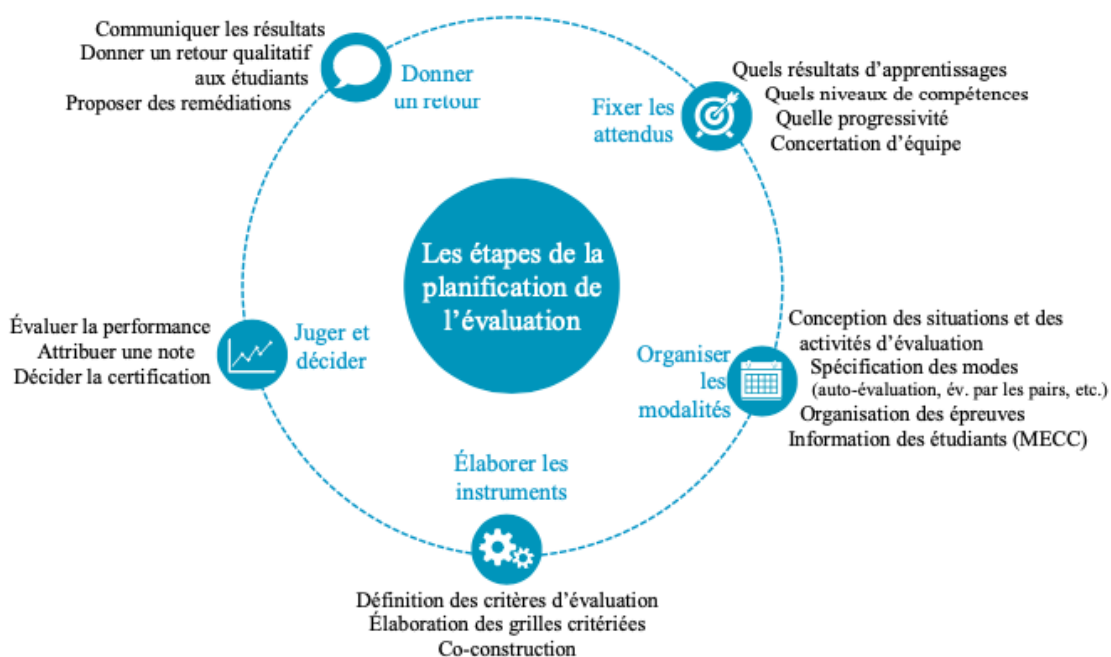 Communiquer les résultats
Donner un retour qualitatif
aux étudiants
Proposer des remédiations
Donner
un retour
Fixer les
attendus
Quels résultats d'apprentissages
Quels niveaux de compétences
Quelle progressivité
Concertation d'équipe
Les étapes de la
planification de
l'évaluation
Organiser
les
modalités
Conception des situations et des
activités d'évaluation
Spécification des modes
(auto-évaluation, év. par les pairs, etc.)
Organisation des épreuves
Information des étudiants (MECC)
Élaborer les
instruments
Définition des critères d'évaluation
Élaboration des grilles critériées
Co-construction
Juger et
décider
Évaluer la performance
Attribuer une note
Décider la certification